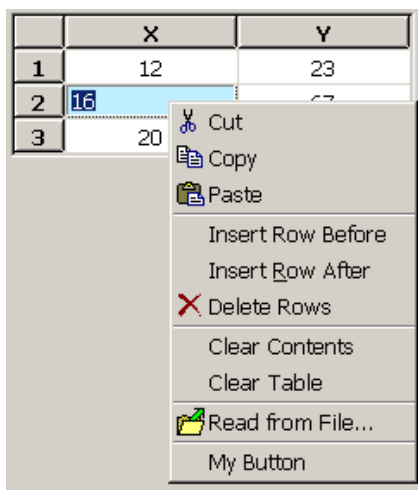 X Y
1 12 23
2 16
3 20
Cut
Copy
Paste
Insert Row Before
Insert Row After
Delete Rows
Clear Contents
Clear Table
Read from File...
My Button